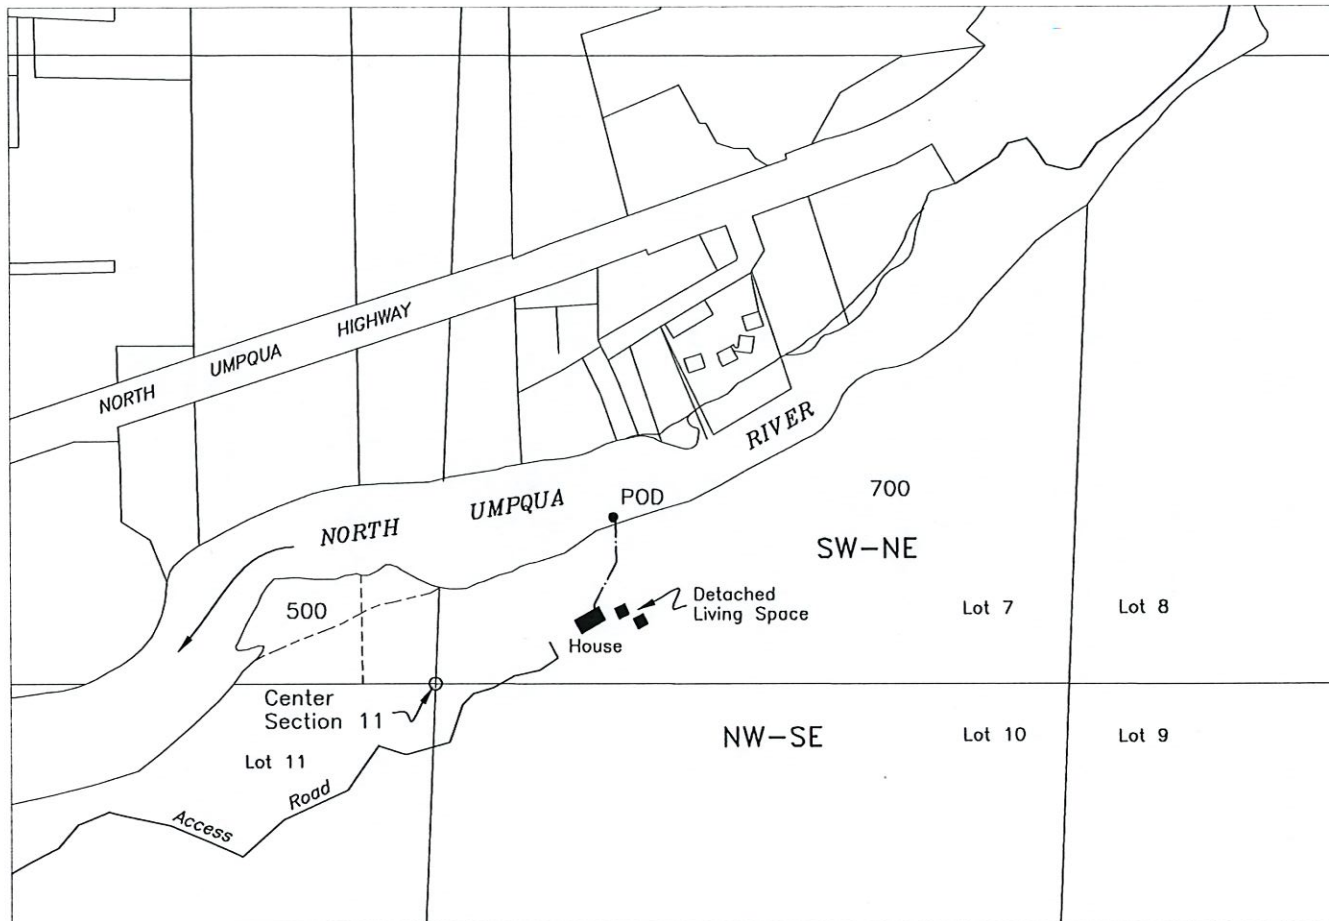 NORTH UMPQUA HIGHWAY
NORTH UMPQUA RIVER
POD
700
SW-NE
500
Detached
Living Space
House
Lot 7
Lot 8
Center
Section 11
NW-SE
Lot 10
Lot 9
Lot 11
Access Road